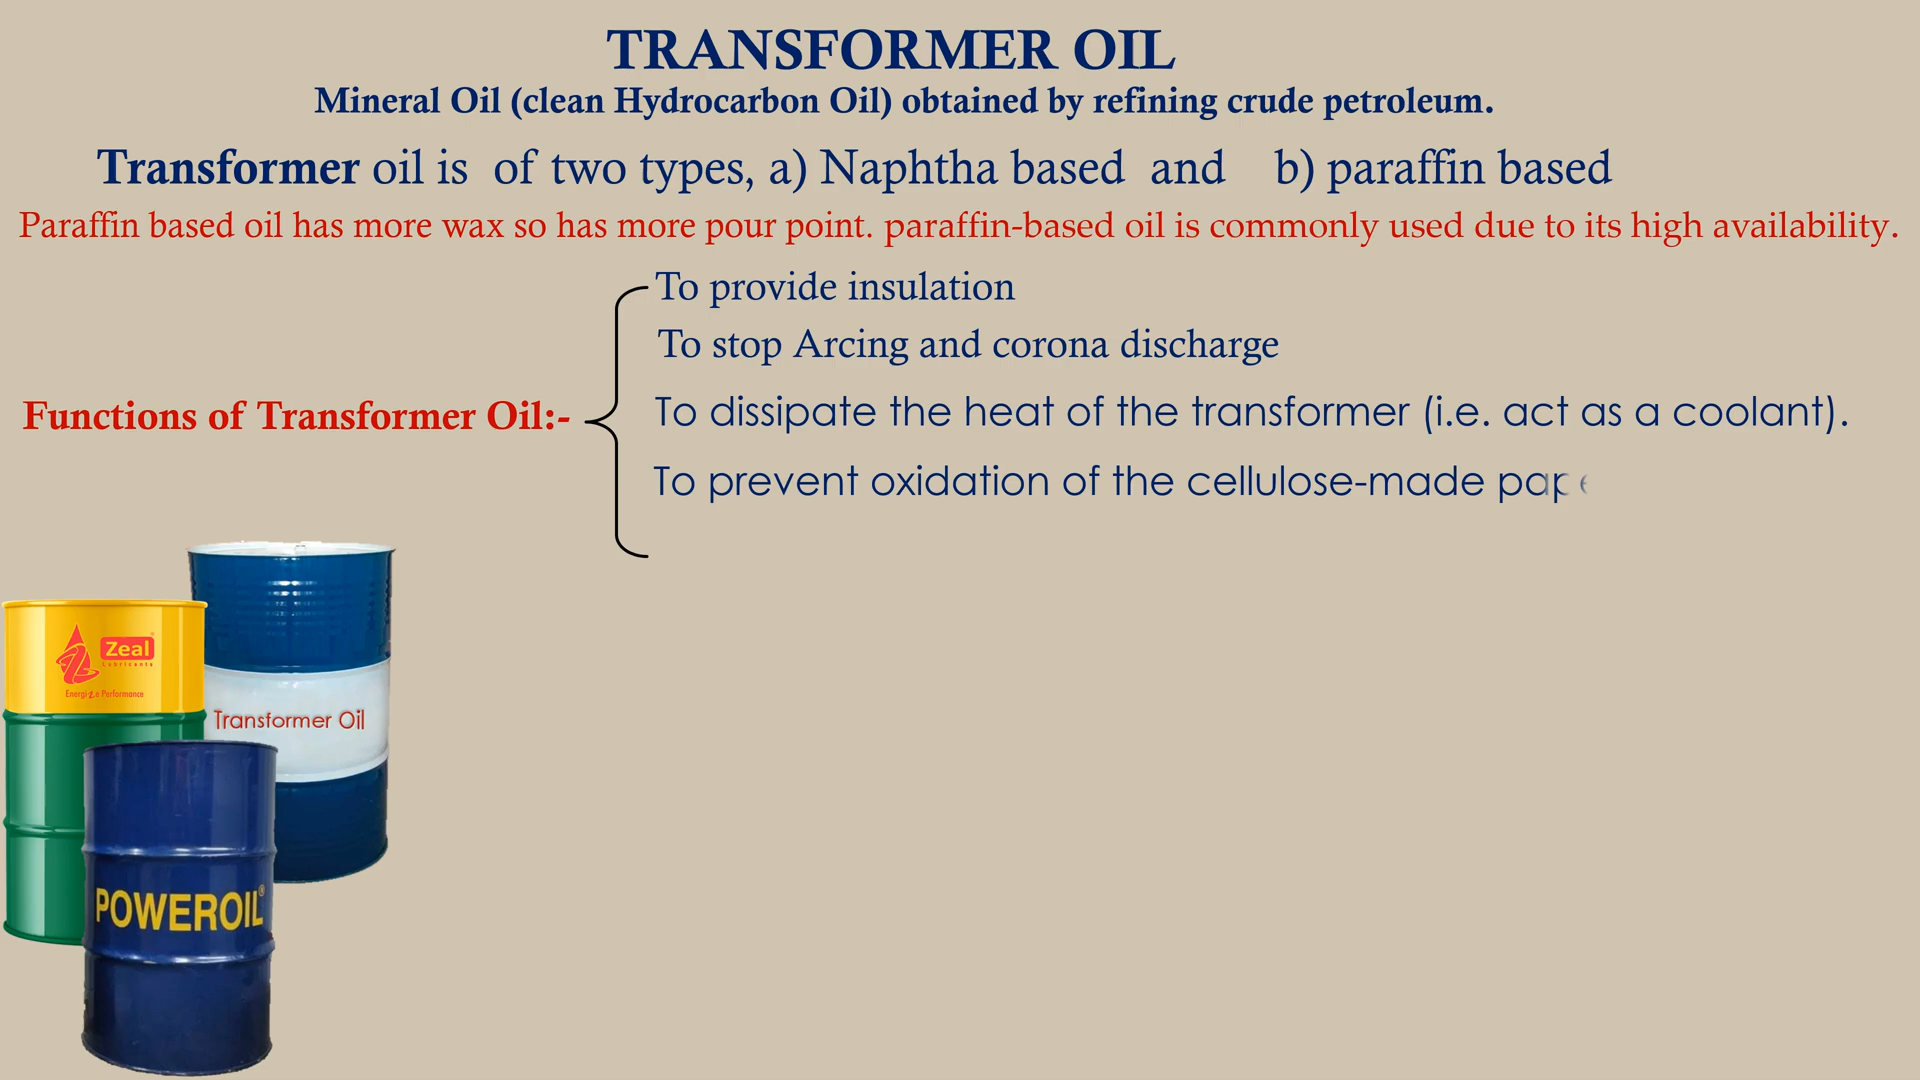 TRANSFORMER OIL
Mineral Oil (clean Hydrocarbon Oil) obtained by refining crude petroleum.
Transformer oil is of two types, a) Naphtha based and b) paraffin based
Paraffin based oil has more wax so has more pour point. paraffin-based oil is commonly used due to its high availability.
To provide insulation
To stop Arcing and corona discharge
Functions of Transformer Oil:-
To dissipate the heat of the transformer (i.e. act as a coolant).
To prevent oxidation of the cellulose-made
Zeal
Lubricants
Energize Performance
Transformer Oil
POWEROIL®